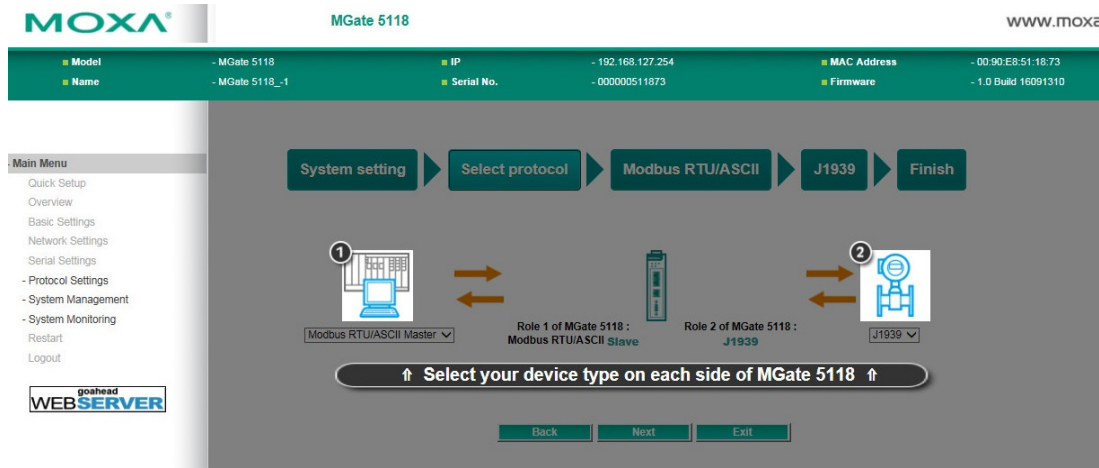 MOXA®
MGate 5118
www.moxa
Model - MGate 5118 IP - 192.168.127.254 MAC Address - 00:90:E8:51:18:73
Name - MGate 5118_-1 Serial No. - 000000511873 Firmware - 1.0 Build 16091310
- Main Menu
Quick Setup
Overview
Basic Settings
Network Settings
Serial Settings
- Protocol Settings
- System Management
- System Monitoring
Restart
Logout
goahead
WEBSERVER
System setting Select protocol Modbus RTU/ASCII J1939 Finish
1 2
Modbus RTU/ASCII Master
Role 1 of MGate 5118 :
Modbus RTU/ASCII Slave
Role 2 of MGate 5118 :
J1939
J1939
⇑ Select your device type on each side of MGate 5118 ⇑
Back Next Exit